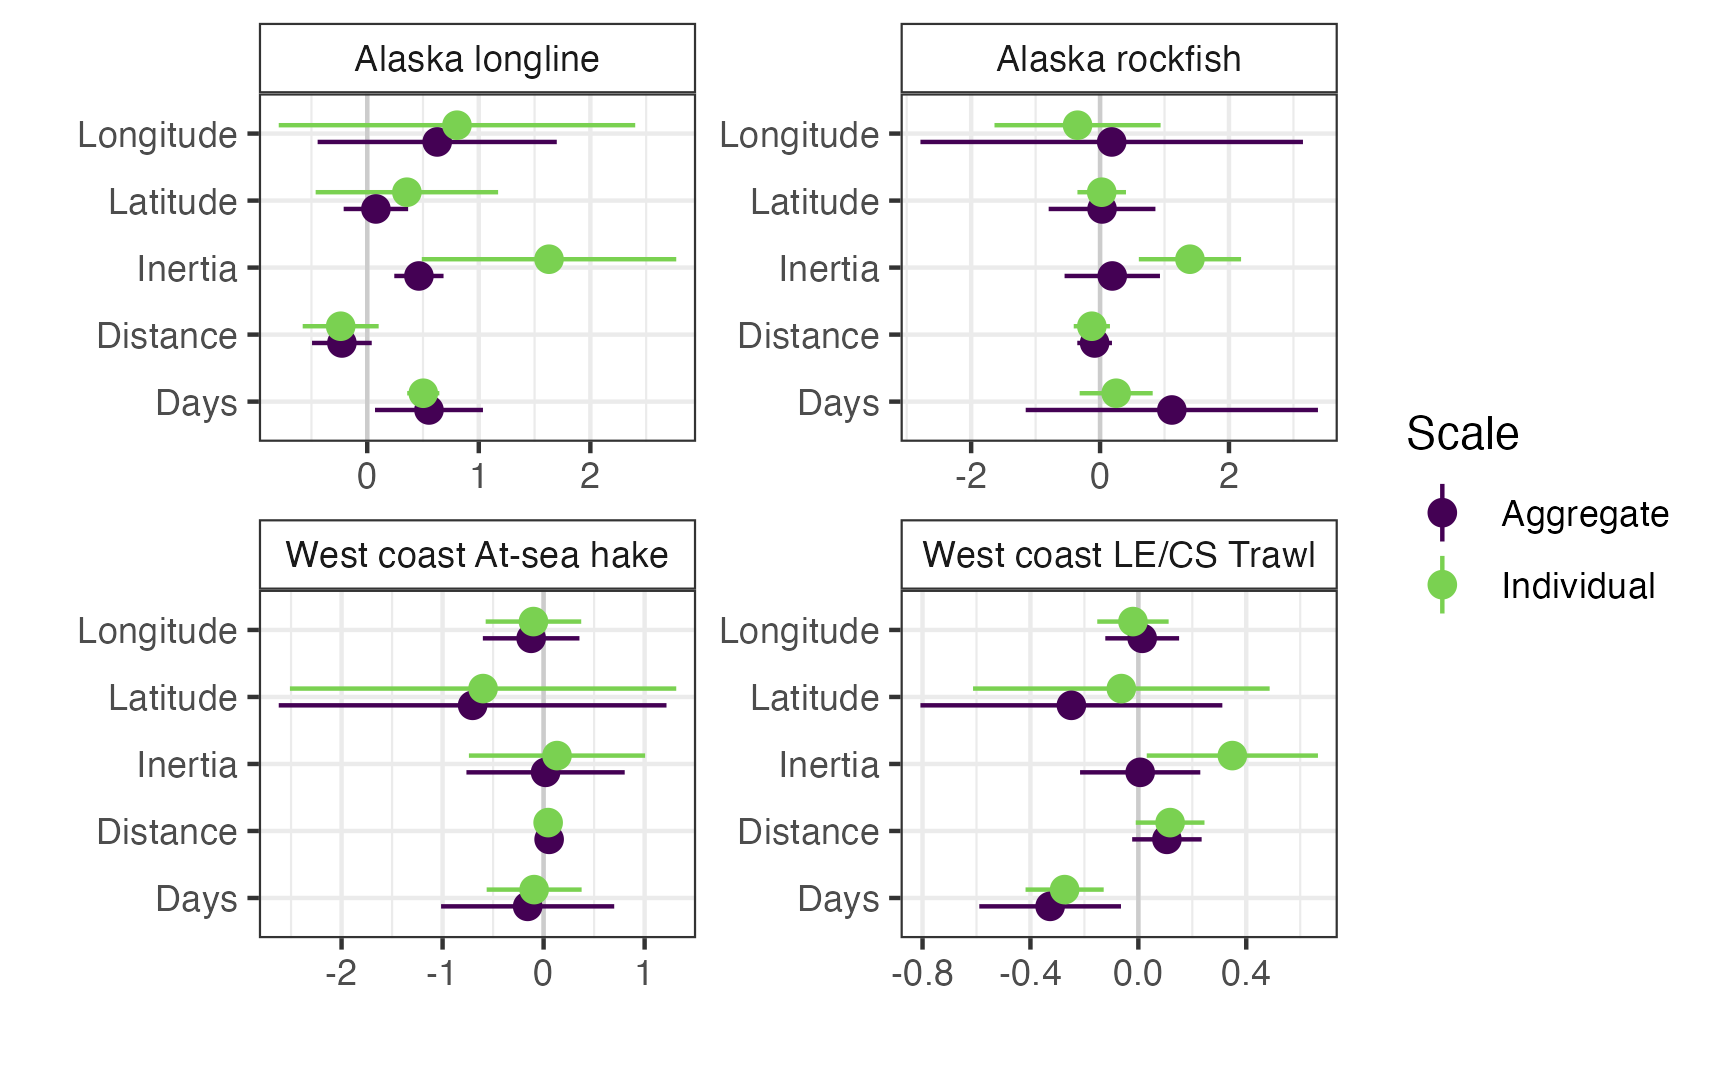 Alaska longline
Alaska rockfish
Longitude
Latitude
Inertia
Distance
Days
0 1 2
Longitude
Latitude
Inertia
Distance
Days
-2 0 2
West coast At-sea hake
West coast LE/CS Trawl
Longitude
Latitude
Inertia
Distance
Days
-2 -1 0 1
Longitude
Latitude
Inertia
Distance
Days
-0.8 -0.4 0.0 0.4
Scale
Aggregate
Individual